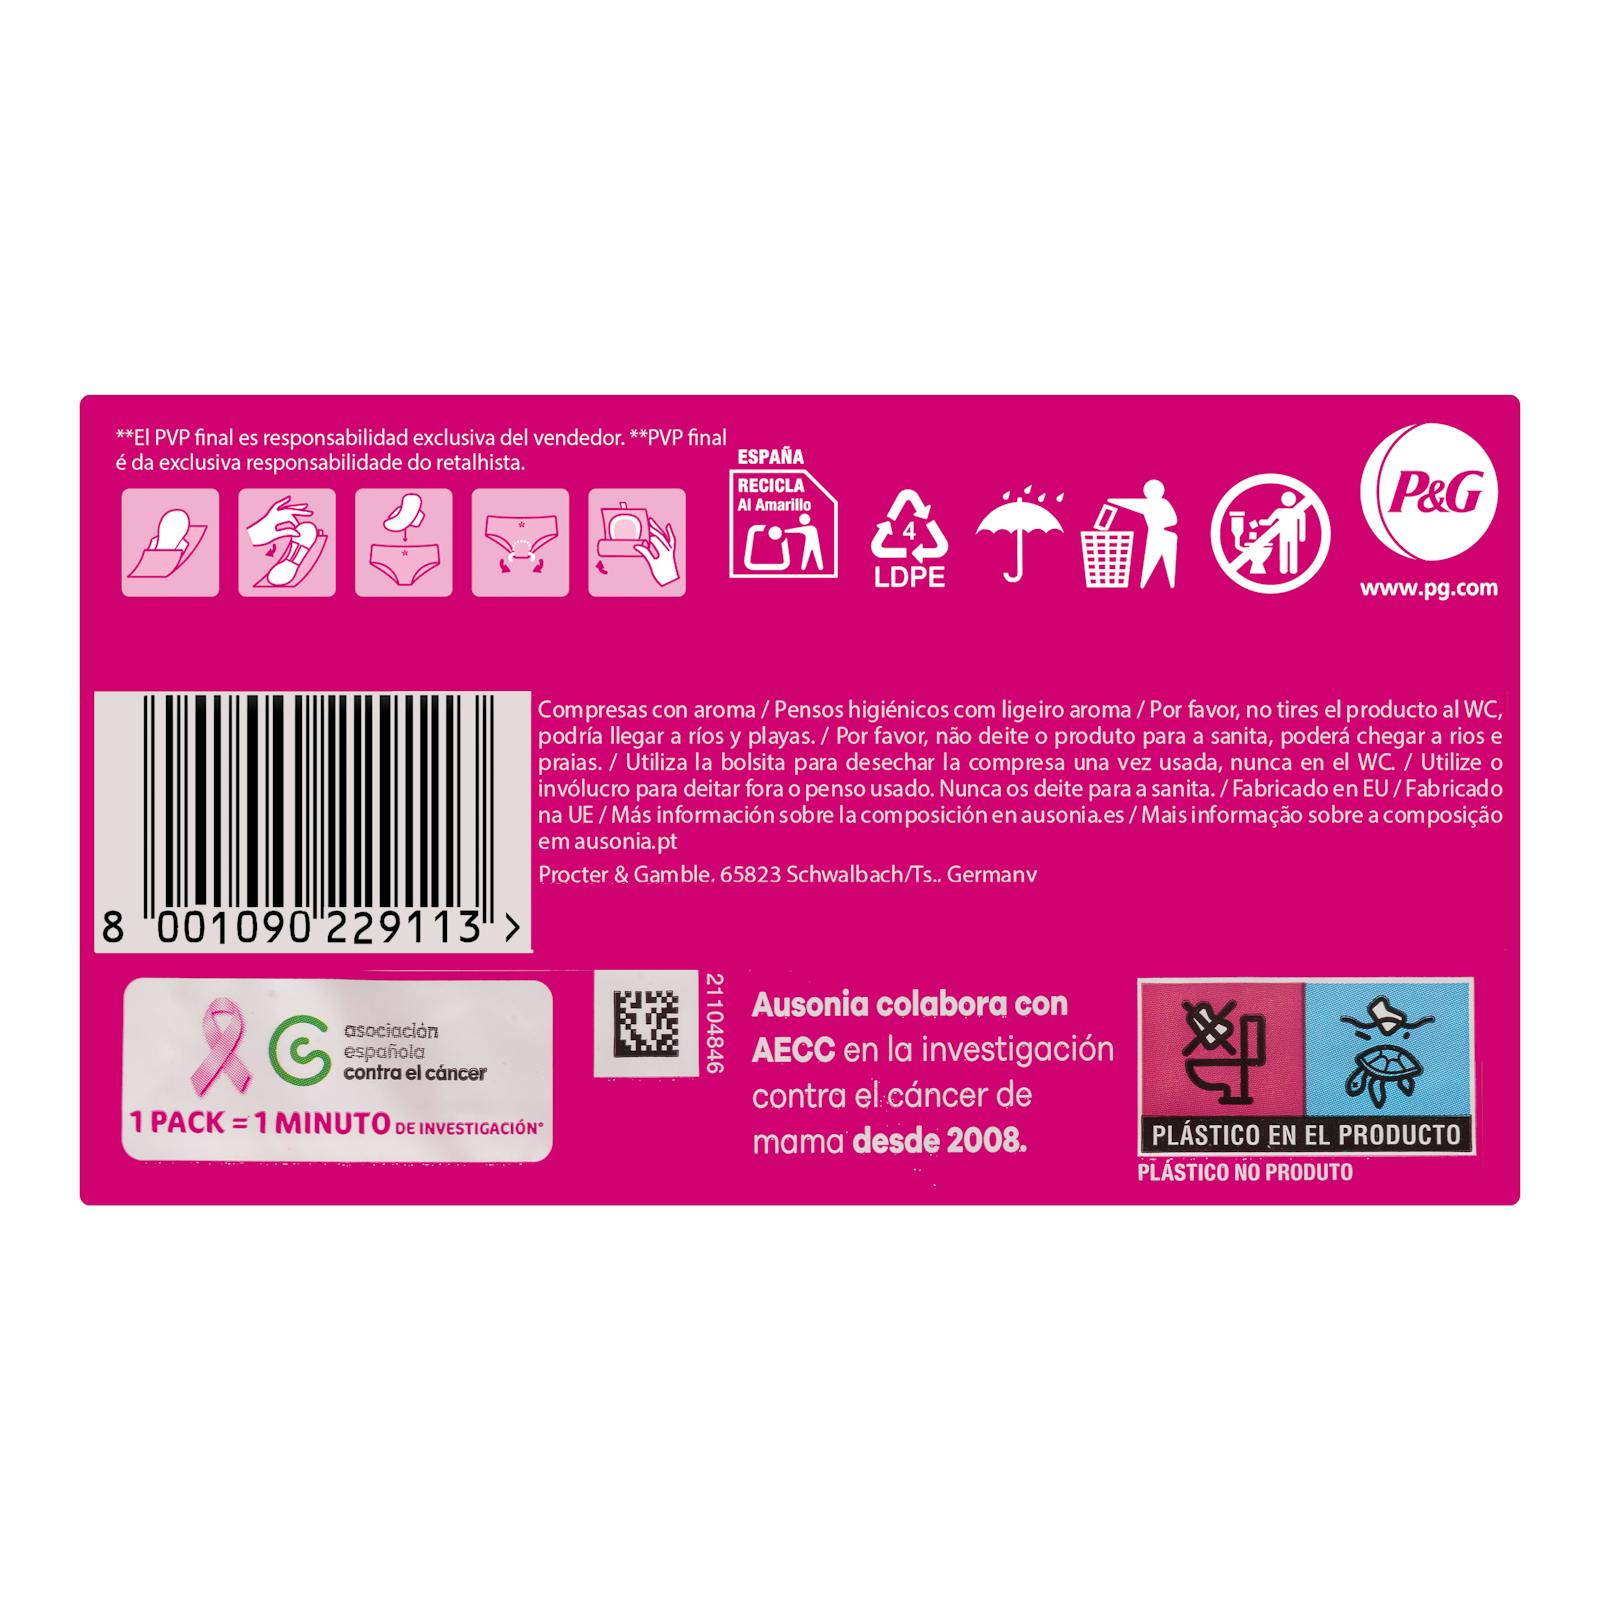 **El PVP final es responsabilidad exclusiva del vendedor. **PVP final
é da exclusiva responsabilidade do retalhista.
ESPAÑA
RECICLA
Al Amarillo
4
LDPE
P&G
www.pg.com
Compresas con aroma / Pensos higiénicos com ligeiro aroma / Por favor, no tires el producto al WC,
podría llegar a ríos y playas. / Por favor, não deite o produto para a sanita, poderá chegar a rios e
praias. / Utiliza la bolsita para desechar la compresa una vez usada, nunca en el WC. / Utilize o
invólucro para deitar fora o penso usado. Nunca os deite para a sanita. / Fabricado en EU / Fabricado
na UE / Más información sobre la composición en ausonia.es / Mais informação sobre a composição
em ausonia.pt
Procter & Gamble. 65823 Schwalbach/Ts.. Germany
8 001090 229113 >
asociación
española
contra el cáncer
1 PACK = 1 MINUTO DE INVESTIGACIÓN°
21104846
Ausonia colabora con
AECC en la investigación
contra el cáncer de
mama desde 2008.
PLÁSTICO EN EL PRODUCTO
PLÁSTICO NO PRODUTO